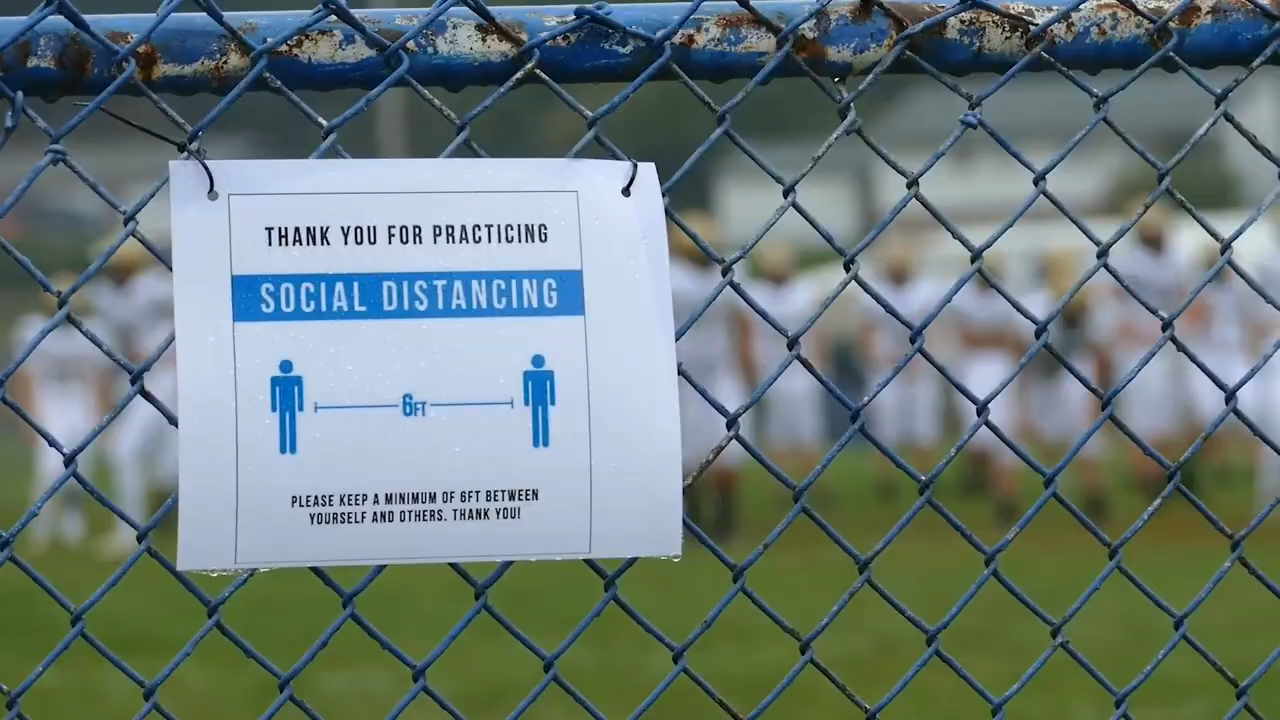 THANK YOU FOR PRACTICING
SOCIAL DISTANCING
6FT
PLEASE KEEP A MINIMUM OF 6FT BETWEEN
YOURSELF AND OTHERS. THANK YOU!